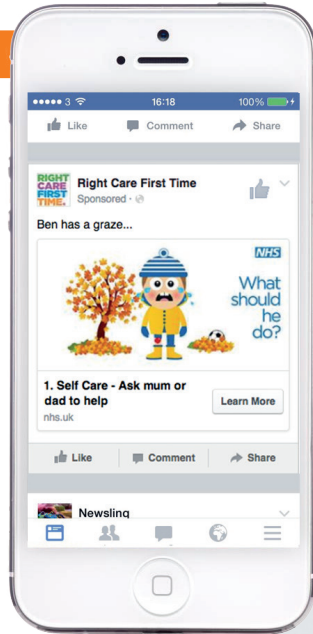 3 16:18 100%
Like Comment Share
RIGHT
CARE
FIRST
TIME.
Right Care First Time
Sponsored ·
Ben has a graze...
NHS
What
should
he
do?
1. Self Care - Ask mum or
dad to help
Learn More
nhs.uk
Like Comment Share
Newsling